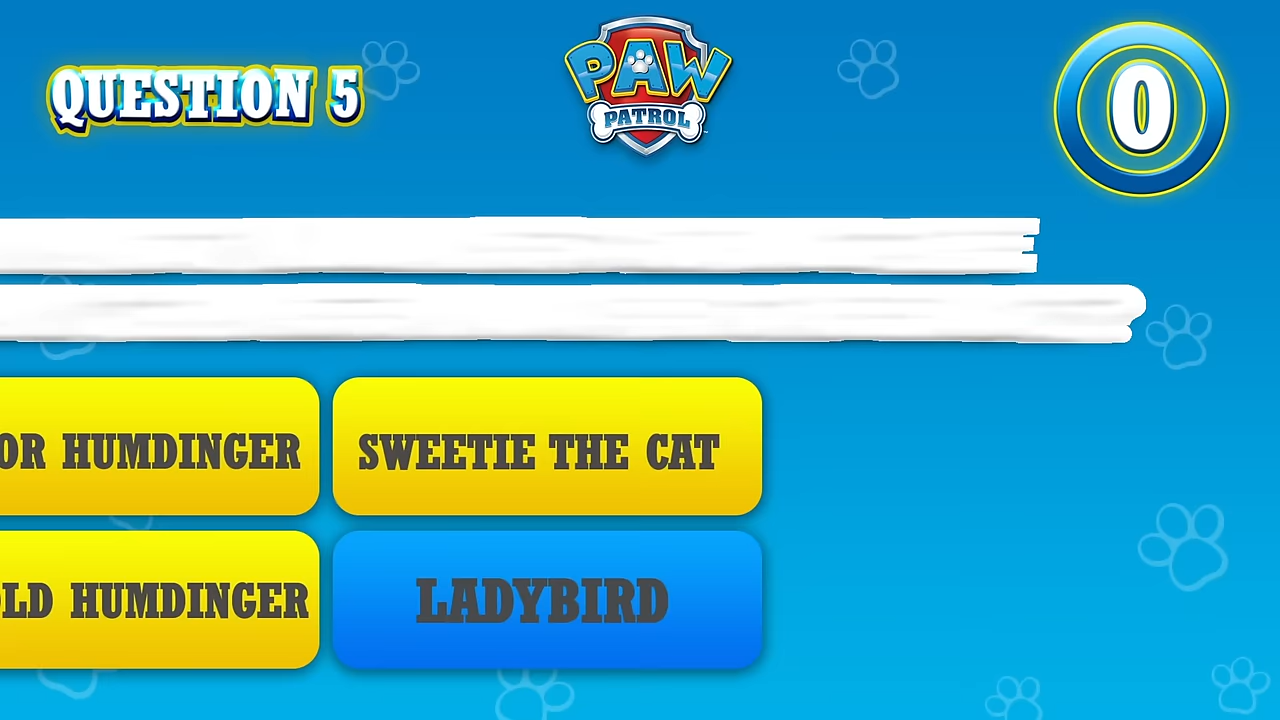 QUESTION 5
PAW
PATROL
0
OR HUMDINGER
SWEETIE THE CAT
LD HUMDINGER
LADYBIRD